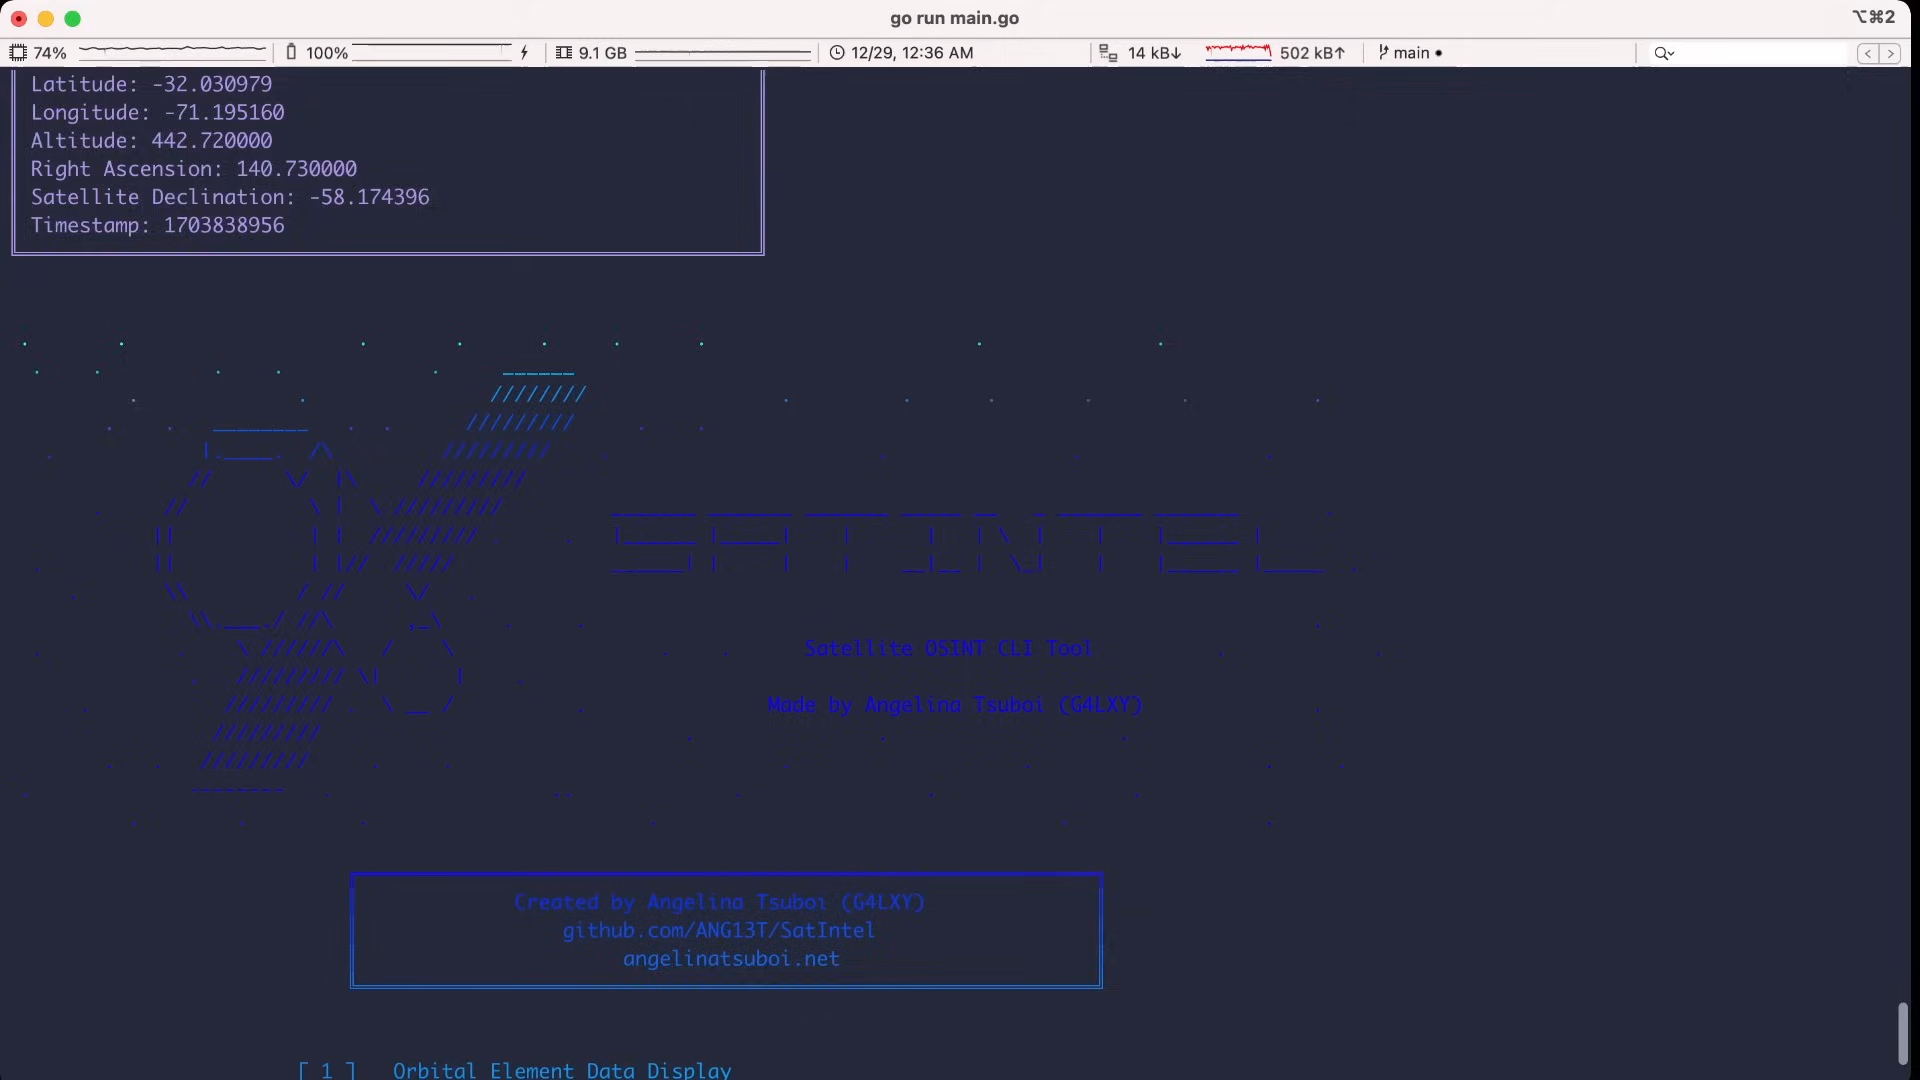 go run main.go
⌥⌘2
74% 100% 9.1 GB 12/29, 12:36 AM 14 kB↓ 502 kB↑ main •
Latitude: -32.030979
Longitude: -71.195160
Altitude: 442.720000
Right Ascension: 140.730000
Satellite Declination: -58.174396
Timestamp: 1703838956
SATINTEL
Satellite OSINT CLI Tool
Made by Angelina Tsuboi (G4LXY)
Created by Angelina Tsuboi (G4LXY)
github.com/ANG13T/SatIntel
angelinatsuboi.net
[ 1 ] Orbital Element Data Display